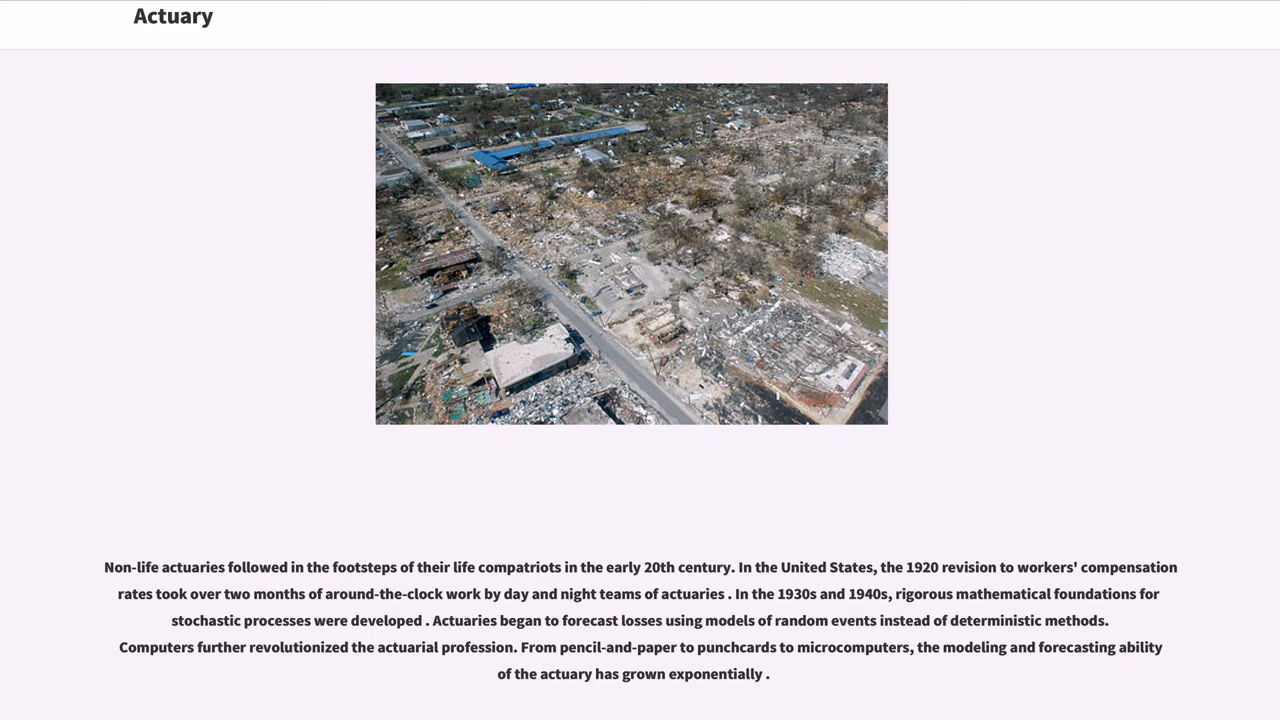 Actuary
Non-life actuaries followed in the footsteps of their life compatriots in the early 20th century. In the United States, the 1920 revision to workers' compensation
rates took over two months of around-the-clock work by day and night teams of actuaries . In the 1930s and 1940s, rigorous mathematical foundations for
stochastic processes were developed . Actuaries began to forecast losses using models of random events instead of deterministic methods.
Computers further revolutionized the actuarial profession. From pencil-and-paper to punchcards to microcomputers, the modeling and forecasting ability
of the actuary has grown exponentially .